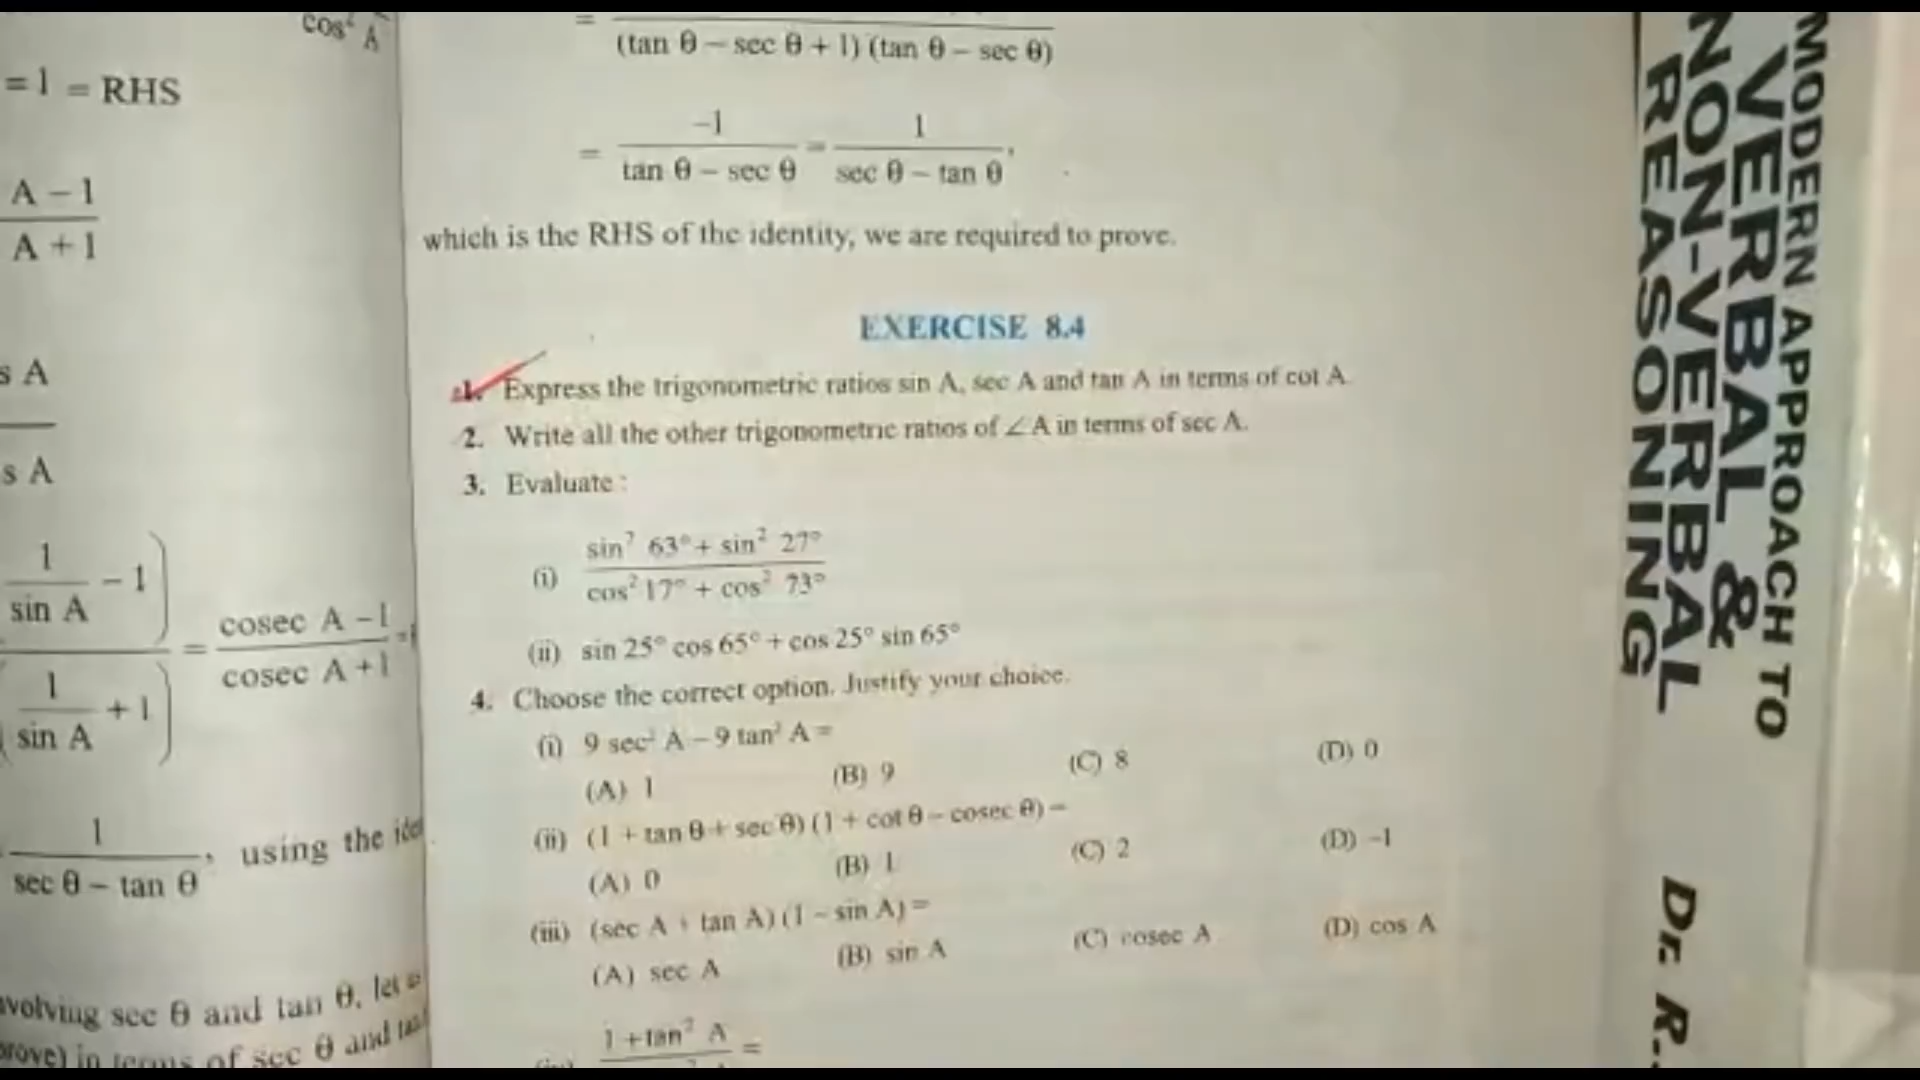 cos² A
= 1 = RHS
A – 1
A + 1
s A
s A
1
sin A
– 1
1
sin A
+ 1
= cosec A – 1
cosec A + 1
=
1
sec θ – tan θ
, using the
volving sec θ and tan θ, let
prove) in terms of sec θ and
=
(tan θ – sec θ + 1) (tan θ – sec θ)
= –1 / tan θ – sec θ = 1 / sec θ – tan θ ,
which is the RHS of the identity, we are required to prove.
EXERCISE 8.4
1. Express the trigonometric ratios sin A, sec A and tan A in terms of cot A.
2. Write all the other trigonometric ratios of ∠ A in terms of sec A.
3. Evaluate :
(i) sin² 63° + sin² 27°
cos² 17° + cos² 73°
(ii) sin 25° cos 65° + cos 25° sin 65°
4. Choose the correct option. Justify your choice.
(i) 9 sec² A – 9 tan² A =
(A) 1 (B) 9 (C) 8 (D) 0
(ii) (1 + tan θ + sec θ) (1 + cot θ – cosec θ) =
(A) 0 (B) 1 (C) 2 (D) –1
(iii) (sec A + tan A) (1 – sin A) =
(A) sec A (B) sin A (C) cosec A (D) cos A
1 + tan² A
=
MODERN APPROACH TO
VERBAL &
NON-VERBAL
REASONING
Dr. R.